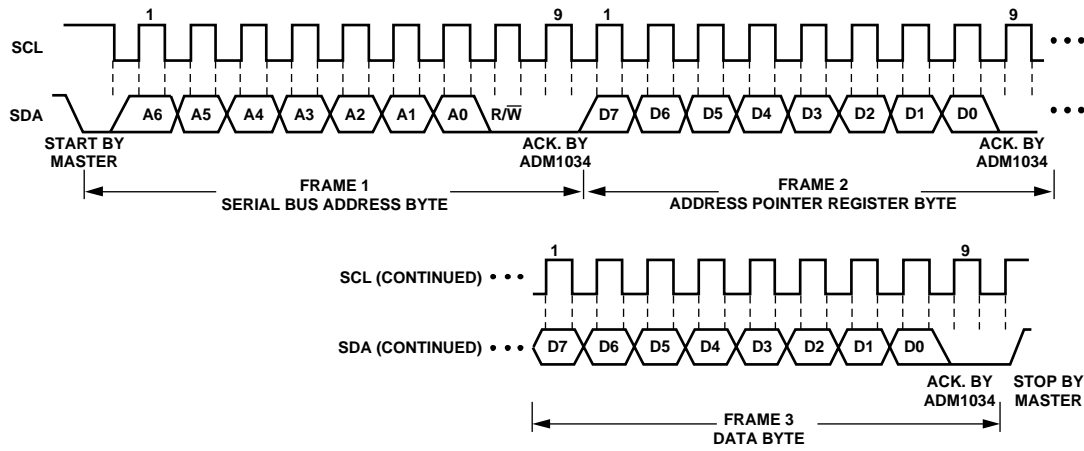 1 9 1 9
SCL
SDA A6 A5 A4 A3 A2 A1 A0 R/W̅ D7 D6 D5 D4 D3 D2 D1 D0
START BY
MASTER
ACK. BY
ADM1034
ACK. BY
ADM1034
FRAME 1
SERIAL BUS ADDRESS BYTE
FRAME 2
ADDRESS POINTER REGISTER BYTE
1 9
SCL (CONTINUED)
SDA (CONTINUED) D7 D6 D5 D4 D3 D2 D1 D0
ACK. BY
ADM1034
STOP BY
MASTER
FRAME 3
DATA BYTE